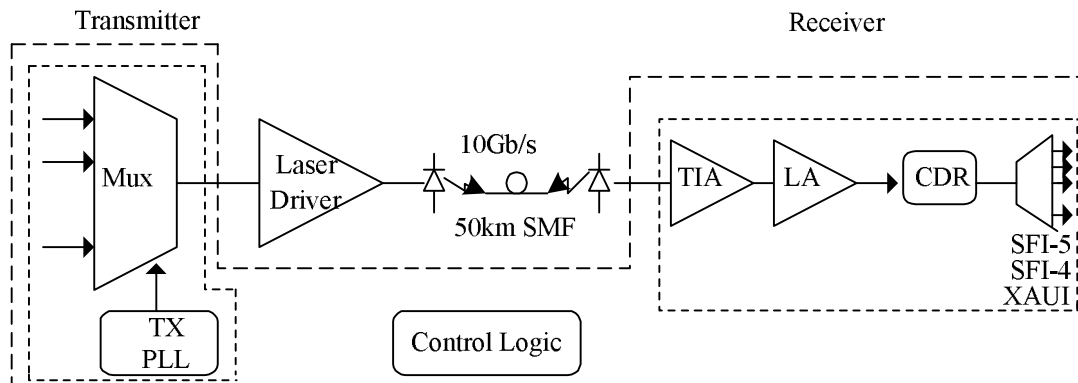 Transmitter
Receiver
Mux
Laser
Driver
10Gb/s
50km SMF
TIA
LA
CDR
SFI-5
SFI-4
XAUI
TX
PLL
Control Logic